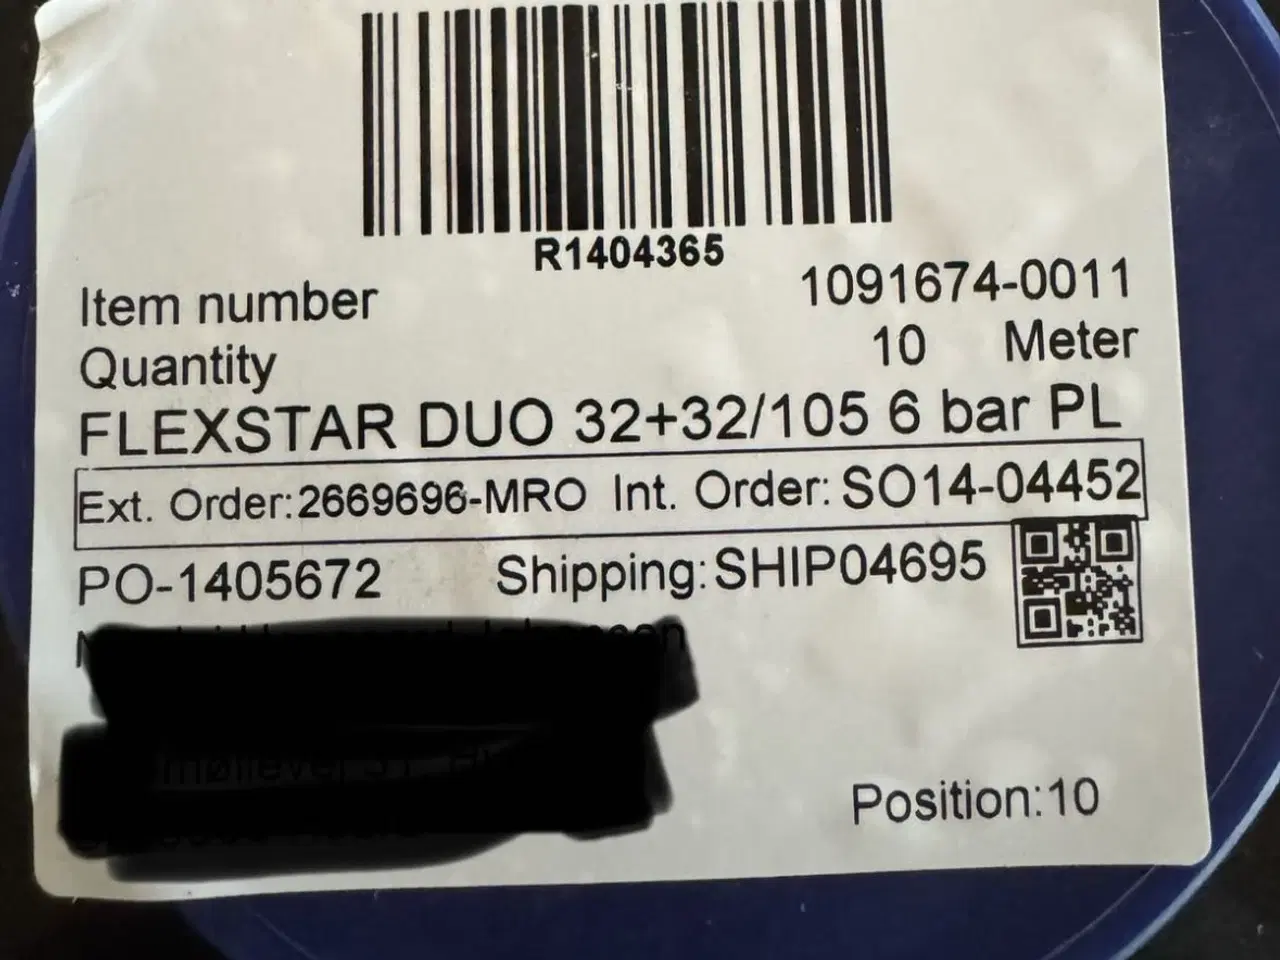 R1404365
Item number 1091674-0011
Quantity 10 Meter
FLEXSTAR DUO 32+32/105 6 bar PL
Ext. Order:2669696-MRO Int. Order: SO14-04452
PO-1405672 Shipping:SHIP04695
Position:10